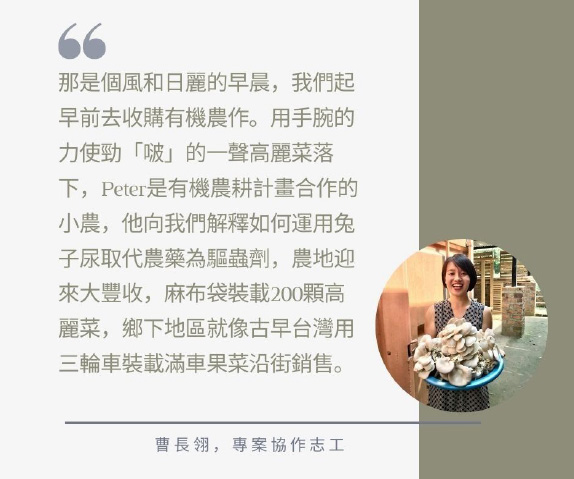 那是個風和日麗的早晨，我們起
早前去收購有機農作。用手腕的
力使勁「啵」的一聲高麗菜落
下，Peter是有機農耕計畫合作的
小農，他向我們解釋如何運用兔
子尿取代農藥為驅蟲劑，農地迎
來大豐收，麻布袋裝載200顆高
麗菜，鄉下地區就像古早台灣用
三輪車裝載滿車果菜沿街銷售。
曹長翎，專案協作志工